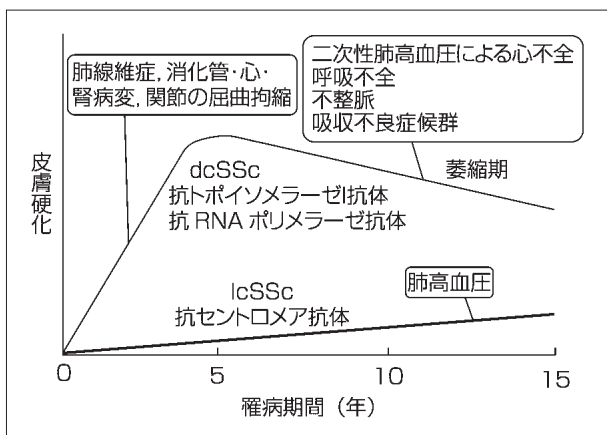 肺線維症，消化管・心・
腎病変，関節の屈曲拘縮
二次性肺高血圧による心不全
呼吸不全
不整脈
吸収不良症候群
皮膚硬化
dcSSc
抗トポイソメラーゼI抗体
抗RNAポリメラーゼ抗体
萎縮期
lcSSc
抗セントロメア抗体
肺高血圧
0
5
10
15
罹病期間（年）